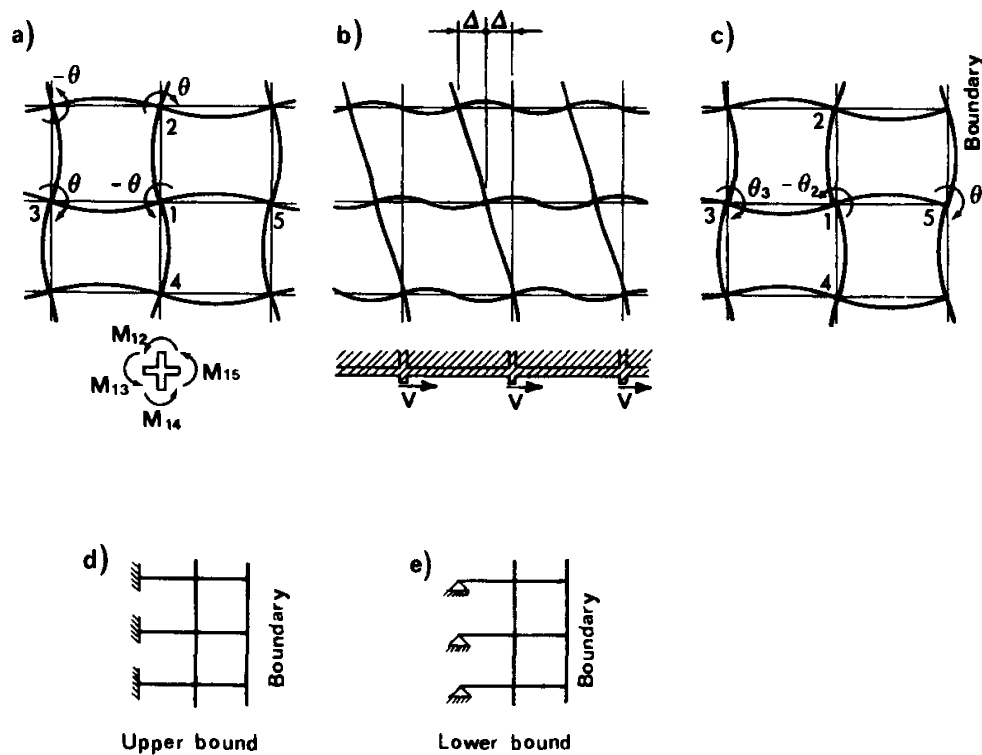 a)
-θ
θ
2
3
θ
-θ
1
5
4
M12
M13
M15
M14
b)
Δ Δ
V V V
c)
Boundary
2
θ3
-θ2
θ
3
1
5
4
d)
Boundary
Upper bound
e)
Boundary
Lower bound